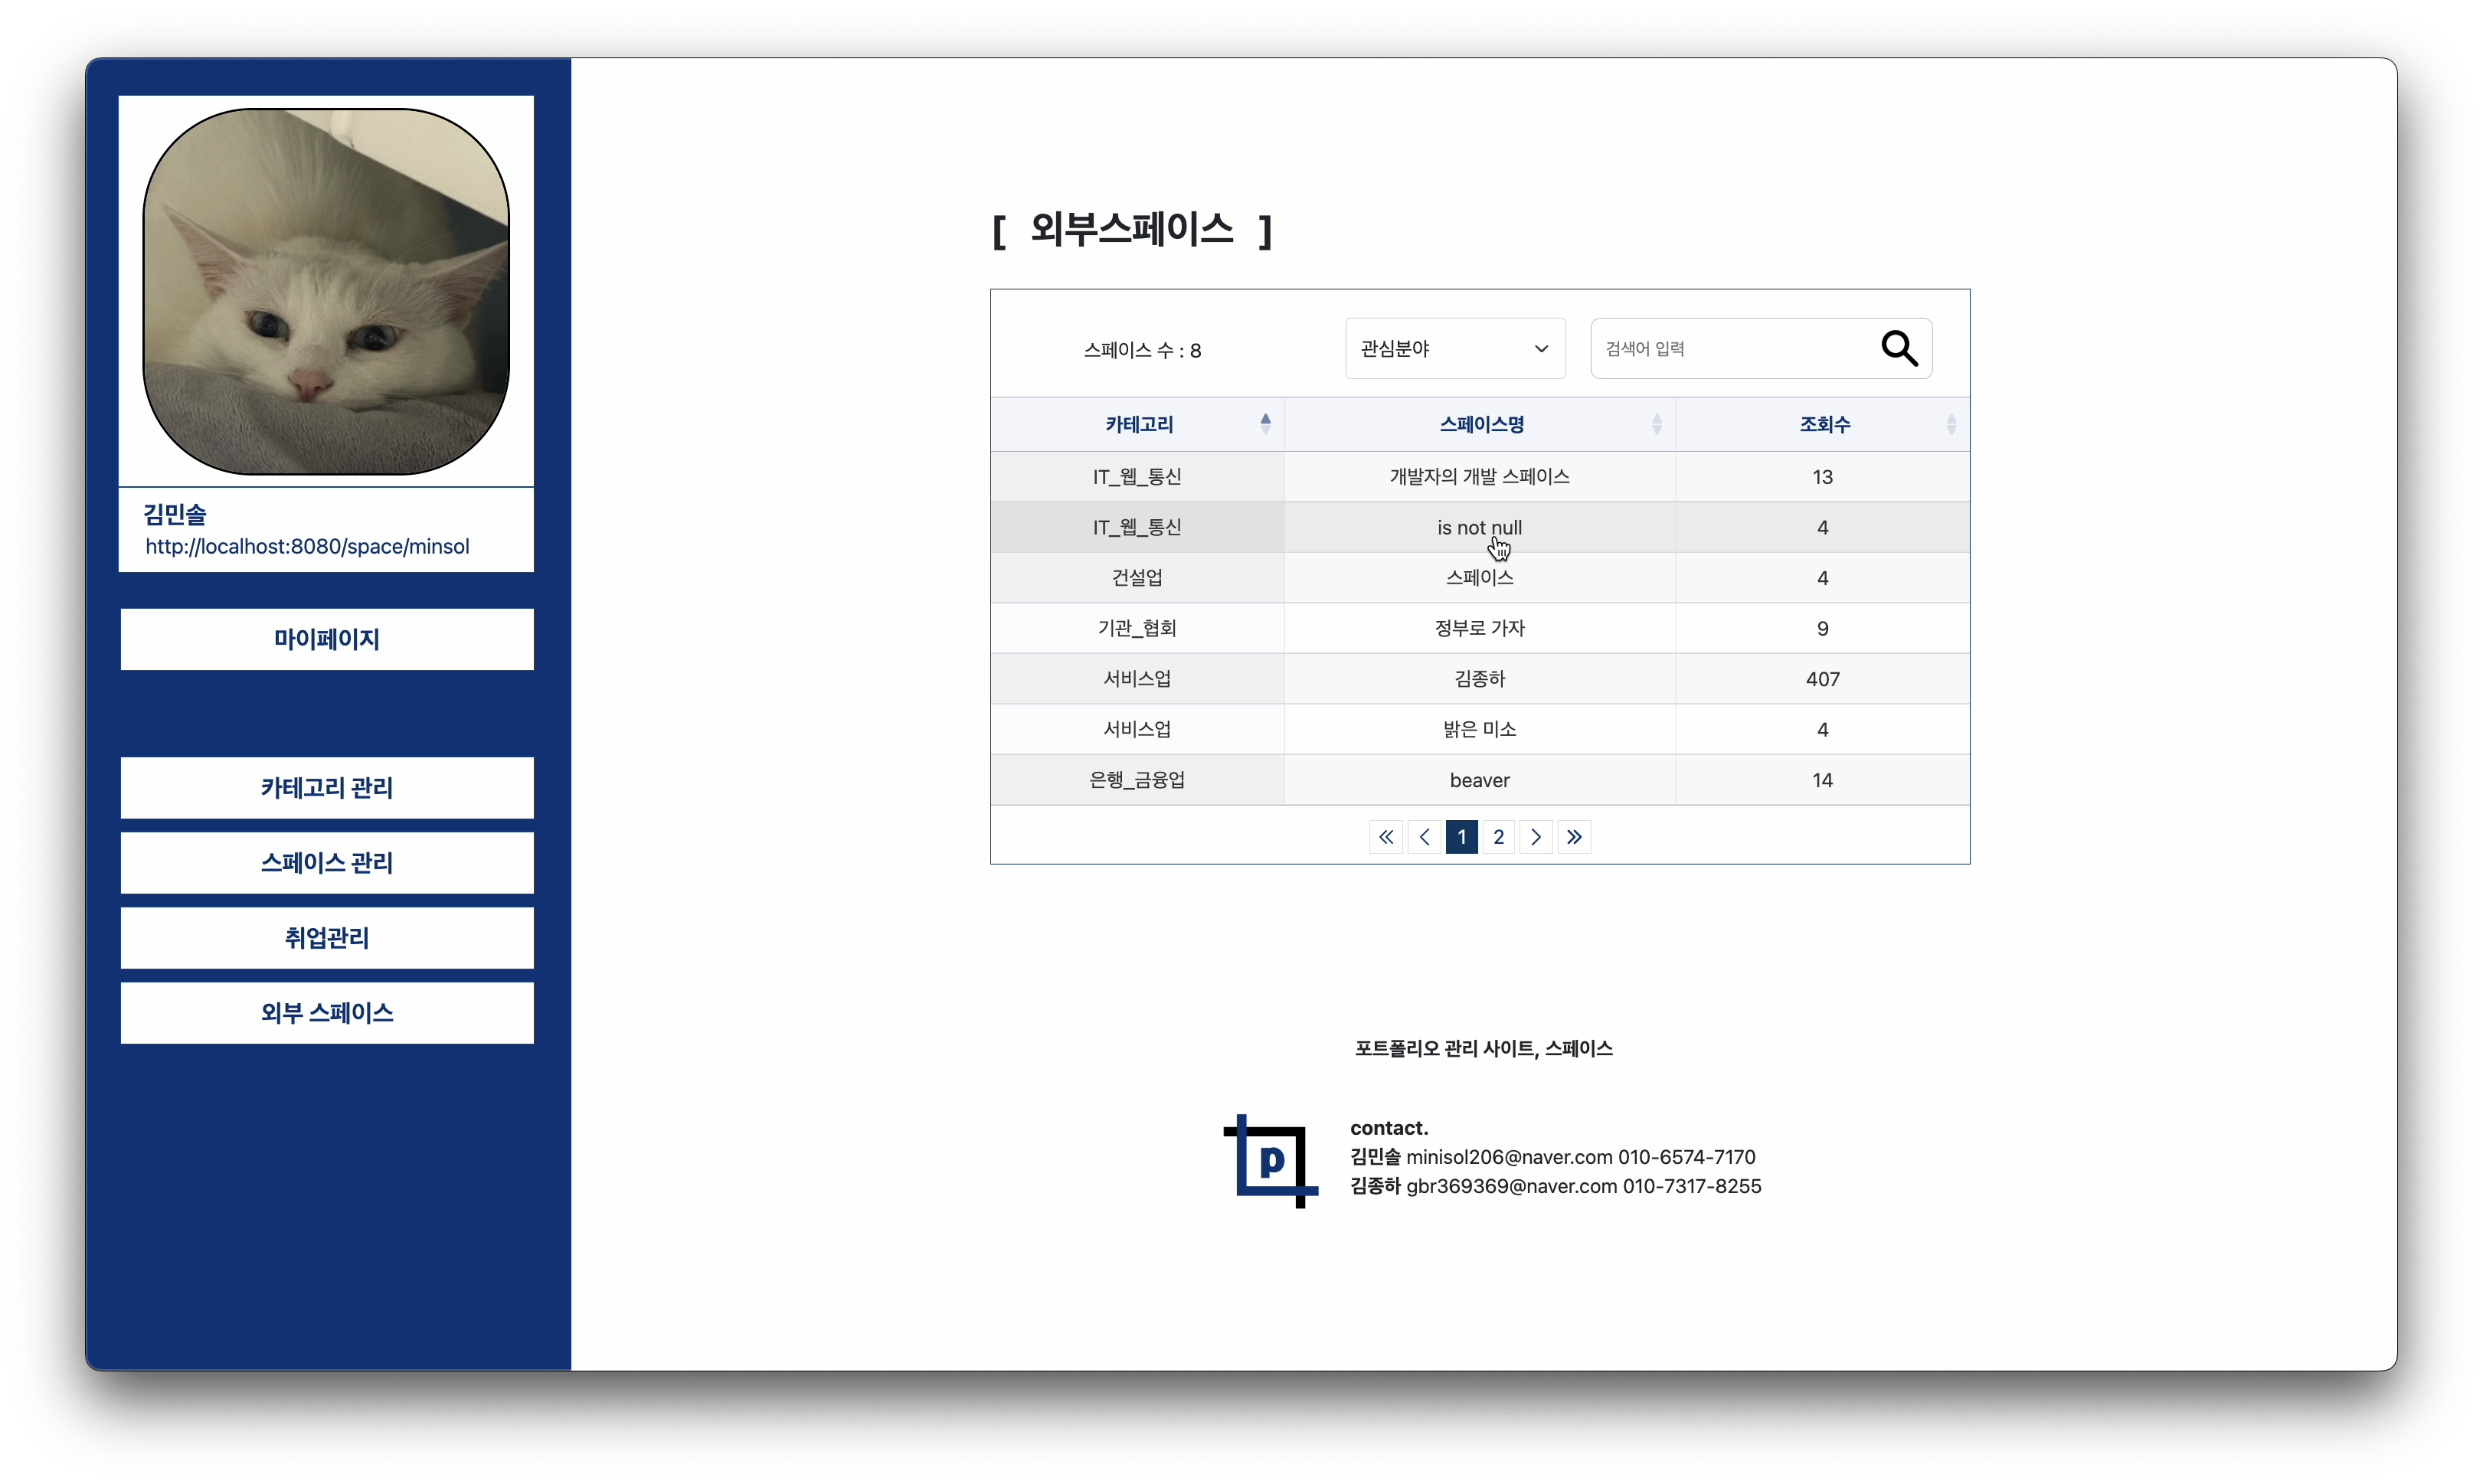 김민솔
http://localhost:8080/space/minsol
마이페이지
카테고리 관리
스페이스 관리
취업관리
외부 스페이스
[ 외부스페이스 ]
스페이스 수 : 8 관심분야 검색어 입력
카테고리 스페이스명 조회수
IT_웹_통신 개발자의 개발 스페이스 13
IT_웹_통신 is not null 4
건설업 스페이스 4
기관_협회 정부로 가자 9
서비스업 김종하 407
서비스업 밝은 미소 4
은행_금융업 beaver 14
« < 1 2 > »
포트폴리오 관리 사이트, 스페이스
p
contact.
김민솔 minisol206@naver.com 010-6574-7170
김종하 gbr369369@naver.com 010-7317-8255